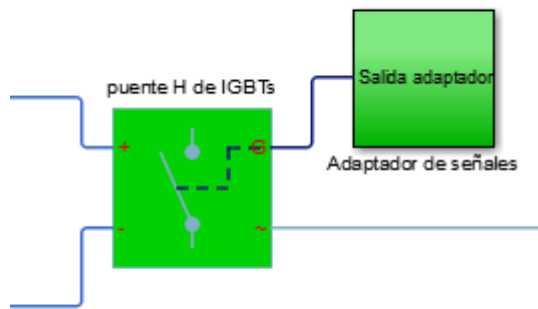 Salida adaptador
puente H de IGBTs
+
G
Adaptador de señales
-
~